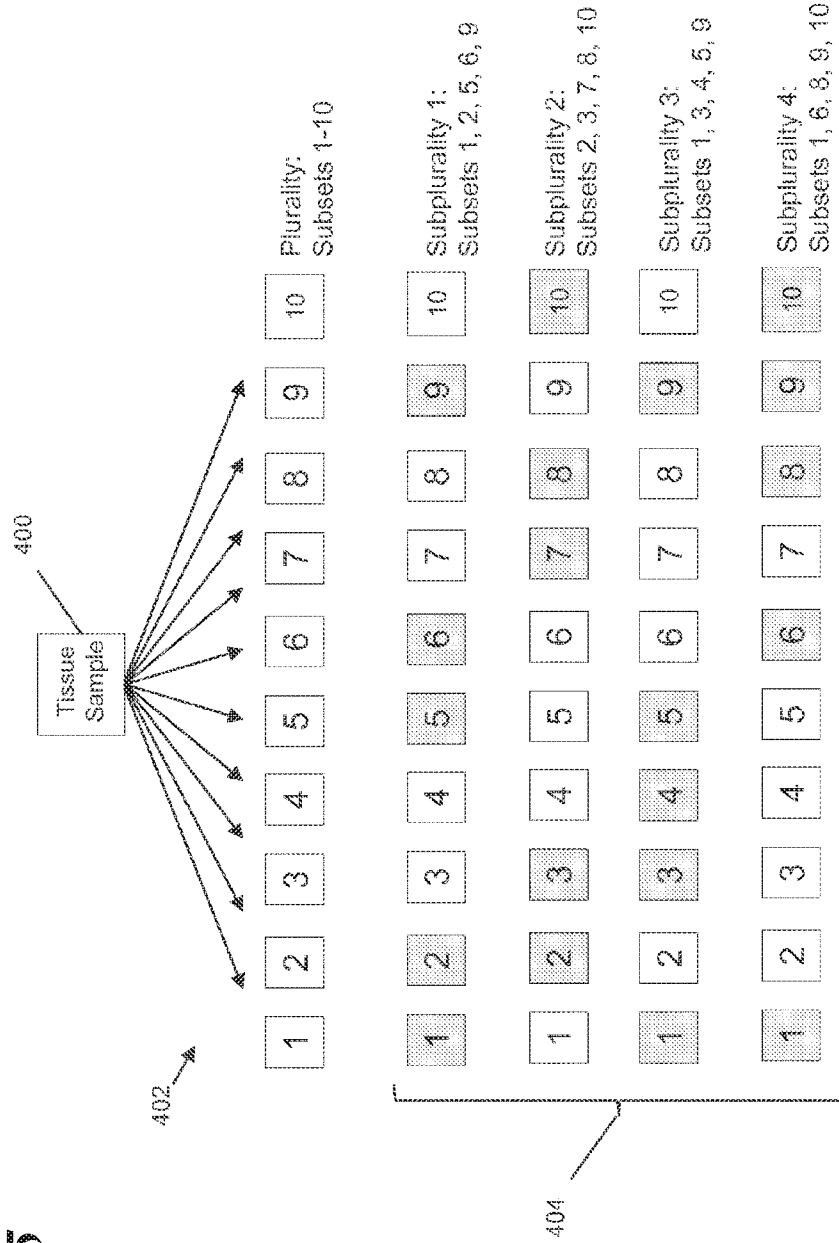 400
Tissue
Sample
402
1 2 3 4 5 6 7 8 9 10
Plurality:
Subsets 1-10
404
1 2 3 4 5 6 7 8 9 10
Subplurality 1:
Subsets 1, 2, 5, 6, 9
1 2 3 4 5 6 7 8 9 10
Subplurality 2:
Subsets 2, 3, 7, 8, 10
1 2 3 4 5 6 7 8 9 10
Subplurality 3:
Subsets 1, 3, 4, 5, 9
1 2 3 4 5 6 7 8 9 10
Subplurality 4:
Subsets 1, 6, 8, 9, 10